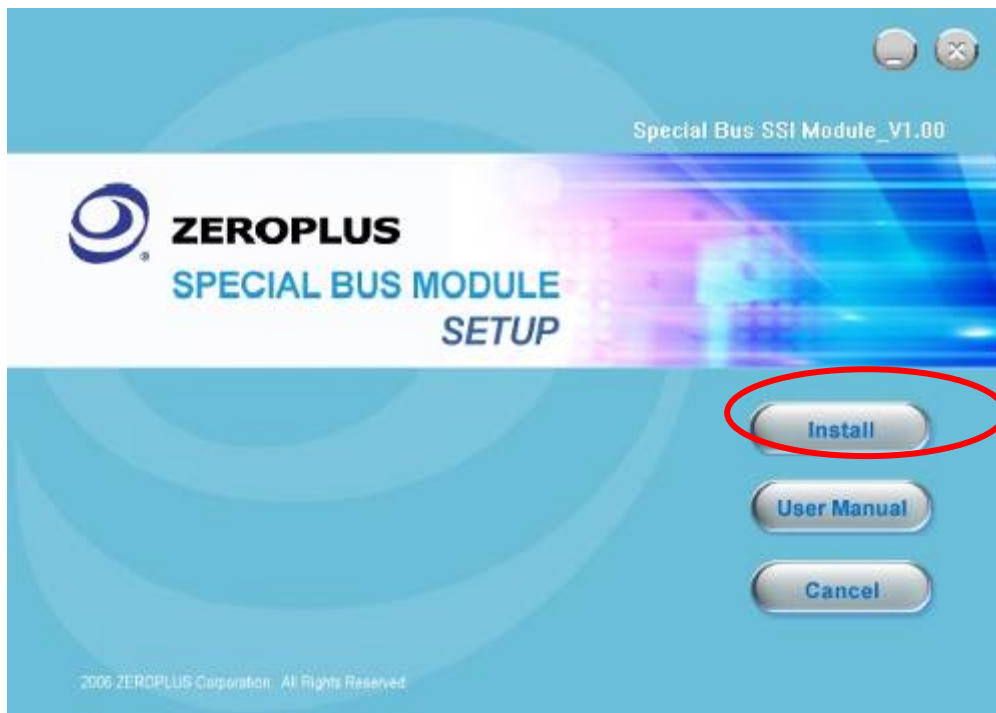 Special Bus SSI Module_V1.00
ZEROPLUS
®
SPECIAL BUS MODULE
SETUP
Install
User Manual
Cancel
2006 ZEROPLUS Corporation. All Rights Reserved